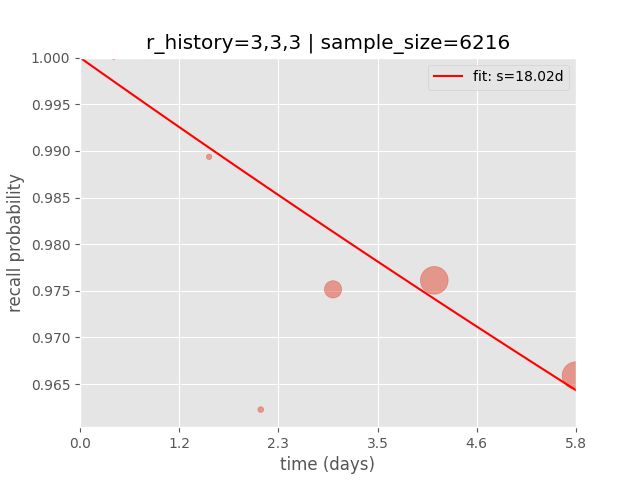 r_history=3,3,3 | sample_size=6216
fit: s=18.02d
recall probability
1.000
0.995
0.990
0.985
0.980
0.975
0.970
0.965
0.0 1.2 2.3 3.5 4.6 5.8
time (days)